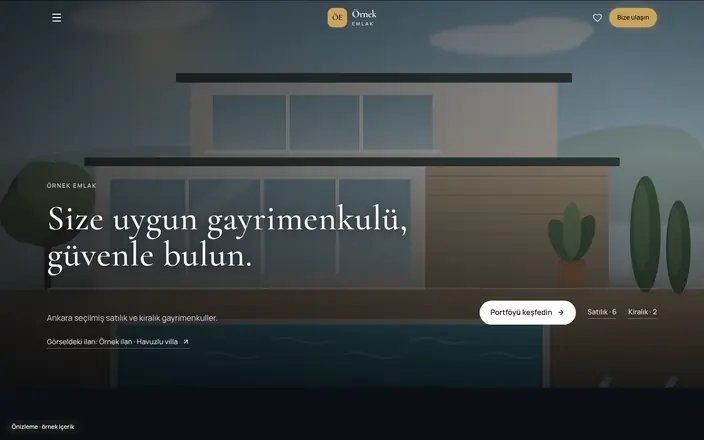 ÖE
Örnek
EMLAK
Bize ulaşın
ÖRNEK EMLAK
Size uygun gayrimenkulü,
güvenle bulun.
Ankara seçilmiş satılık ve kiralık gayrimenkuller.
Portföyü keşfedin →
Satılık · 6
Kiralık · 2
Görseldeki ilan: Örnek ilan · Havuzlu villa ↗
Önizleme · örnek içerik